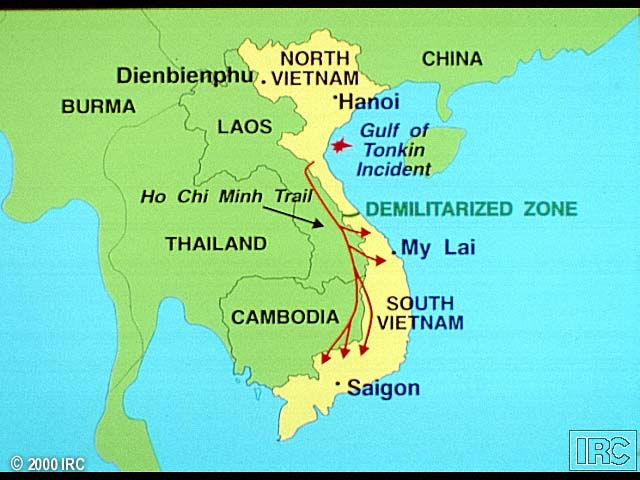 NORTH
VIETNAM
CHINA
Dienbienphu
Hanoi
BURMA
LAOS
Gulf of
Tonkin
Incident
Ho Chi Minh Trail
DEMILITARIZED ZONE
THAILAND
My Lai
CAMBODIA
SOUTH
VIETNAM
Saigon
© 2000 IRC
IRC